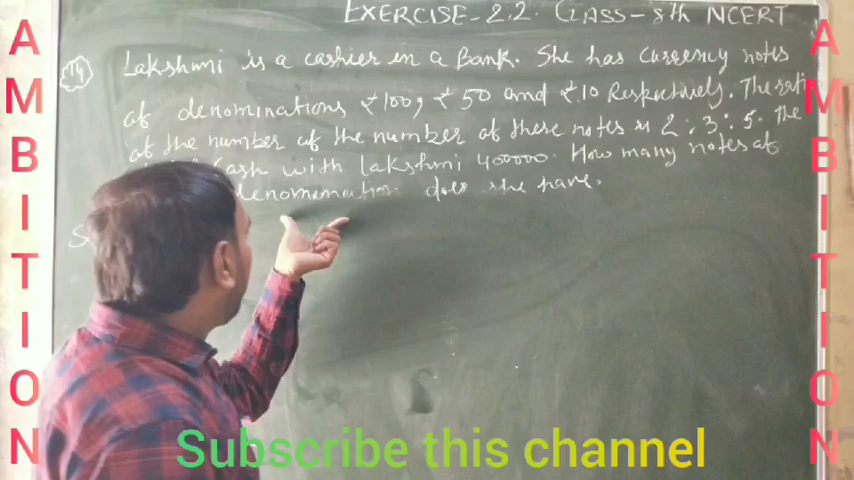 EXERCISE-2.2. CLASS-8th NCERT
Lakshmi is a cashier in a Bank. She has currency notes
of denominations ₹100, ₹50 and ₹10 Respectively. The rati
of the number of the number of these notes is 2:3:5. The
Cash with Lakshmi 400000. How many notes of
denomination does she have.
AMBITION
AMBITION
Subscribe this channel